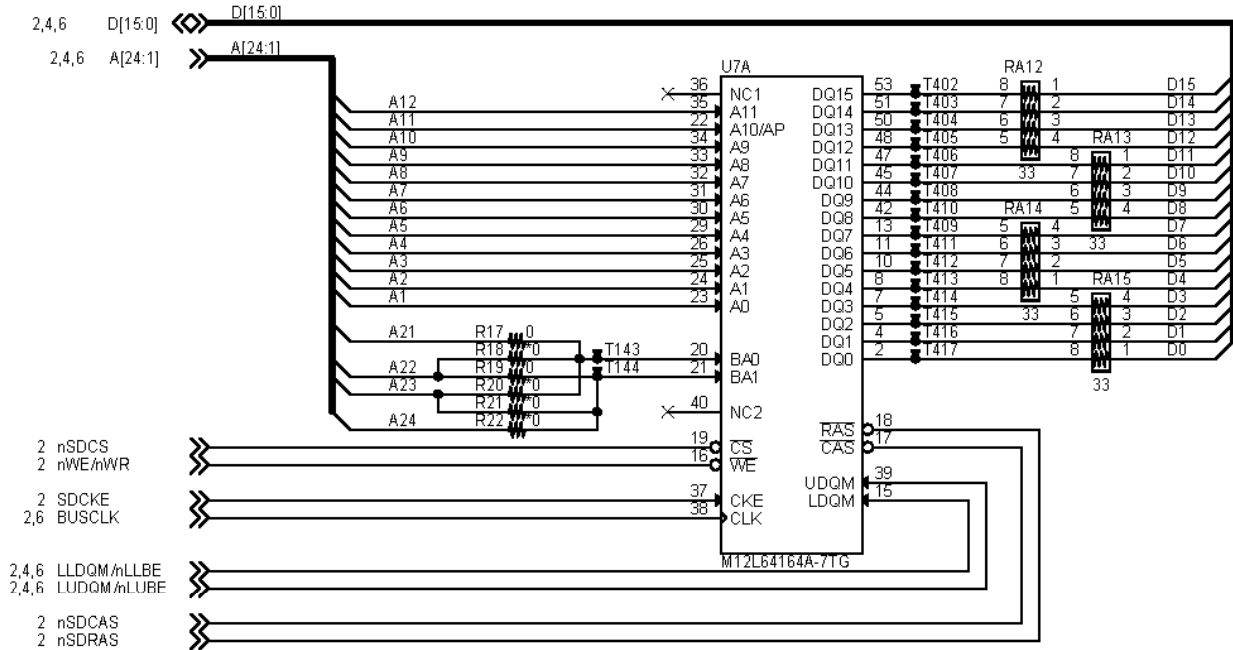 2,4,6 D[15:0] D[15:0]
2,4,6 A[24:1] A[24:1]
U7A
RA12
36 NC1 DQ15 53 T402 8 1 D15
A12 35 A11 DQ14 51 T403 7 2 D14
A11 22 A10/AP DQ13 50 T404 6 3 D13
A10 34 A9 DQ12 48 T405 5 4 D12
RA13
A9 33 A8 DQ11 47 T406 8 1 D11
33
A8 32 A7 DQ10 45 T407 7 2 D10
A7 31 A6 DQ9 44 T408 6 3 D9
A6 30 A5 DQ8 42 T410 5 4 D8
RA14
A5 29 A4 DQ7 13 T409 5 4 D7
33
A4 26 A3 DQ6 11 T411 6 3 D6
A3 25 A2 DQ5 10 T412 7 2 D5
A2 24 A1 DQ4 8 T413 8 1 D4
RA15
A1 23 A0 DQ3 7 T414 5 4 D3
33
DQ2 5 T415 6 3 D2
A21 R17 0 DQ1 4 T416 7 2 D1
R18 *0 T143 20 BA0 DQ0 2 T417 8 1 D0
A22 R19 0 T144 21 BA1
33
A23 R20 *0
R21 0 40 NC2
A24 R22 *0 RAS 18
2 nSDCS 19 CS CAS 17
2 nWE/nWR 16 WE
UDQM 39
2 SDCKE 37 CKE LDQM 15
2,6 BUSCLK 38 CLK
M12L64164A-7TG
2,4,6 LLDQM/nLLBE
2,4,6 LUDQM/nLUBE
2 nSDCAS
2 nSDRAS